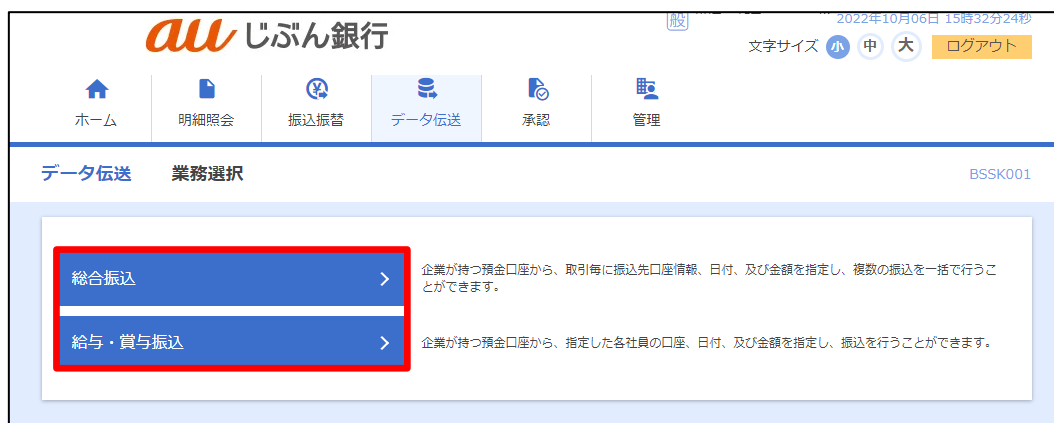 般 2022年10月06日 15時32分24秒
au じぶん銀行
文字サイズ 小 中 大 ログアウト
ホーム 明細照会 振込振替 データ伝送 承認 管理
データ伝送 業務選択 BSSK001
総合振込
企業が持つ預金口座から、取引毎に振込先口座情報、日付、及び金額を指定し、複数の振込を一括で行うこ
とができます。
給与・賞与振込
企業が持つ預金口座から、指定した各社員の口座、日付、及び金額を指定し、振込を行うことができます。